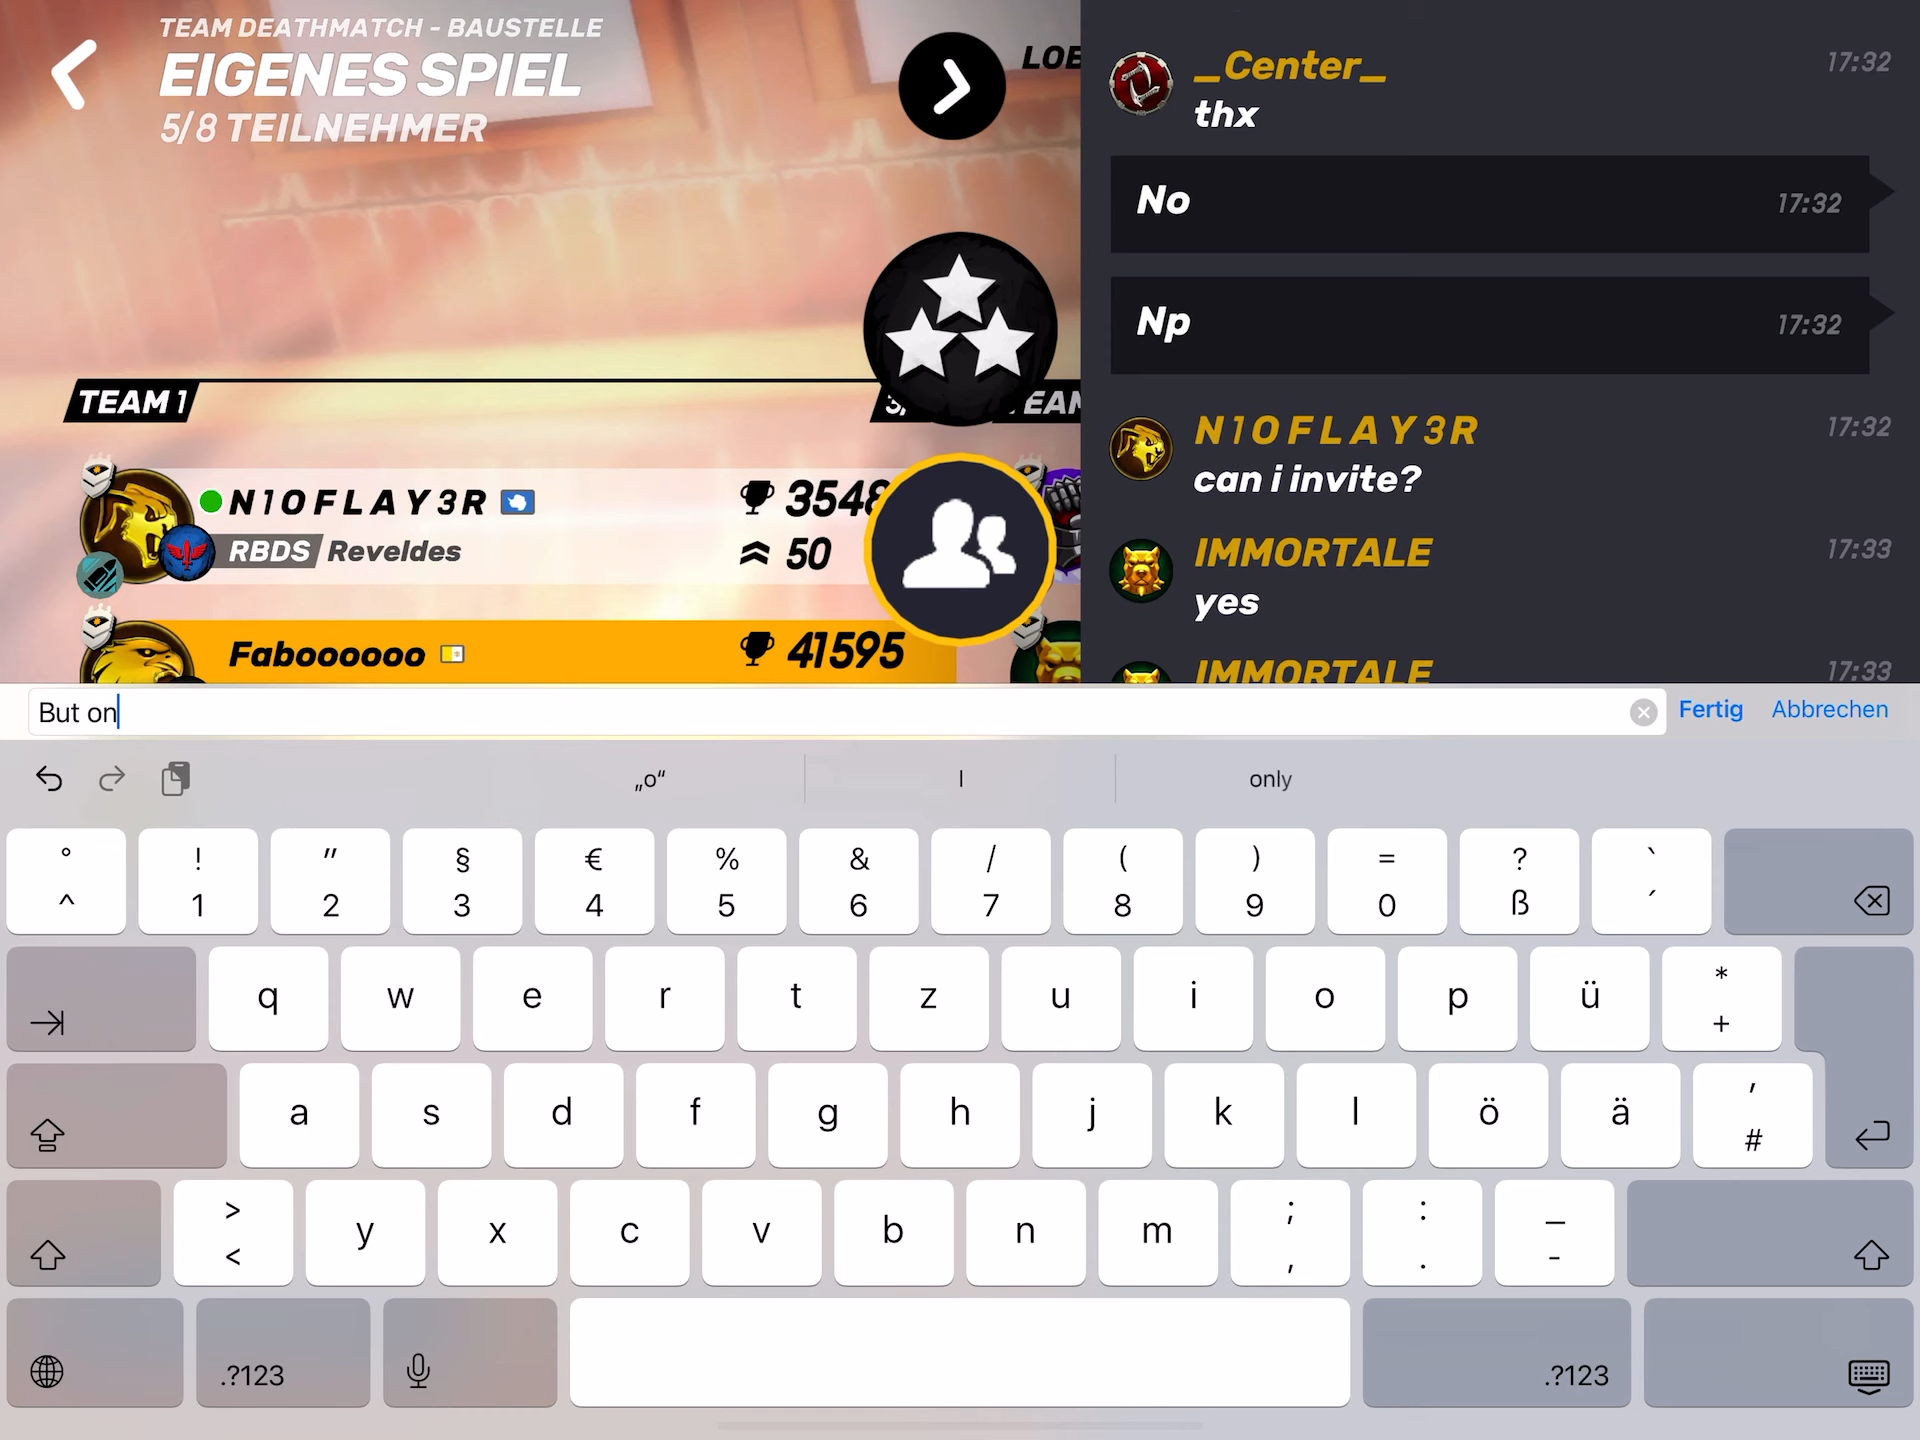 TEAM DEATHMATCH - BAUSTELLE
EIGENES SPIEL
5/8 TEILNEHMER
TEAM 1
N1OFLAY3R
3548
RBDS Reveldes
50
Faboooooo
41595
_Center_ 17:32
thx
No 17:32
Np 17:32
N1OFLAY3R 17:32
can i invite?
IMMORTALE 17:33
yes
IMMORTALE 17:33
But on
Fertig Abbrechen
„o“ I only
° ! " § € % & / ( ) = ? `
^ 1 2 3 4 5 6 7 8 9 0 ß ´
q w e r t z u i o p ü * +
a s d f g h j k l ö ä ' #
> < y x c v b n m ; , : . _ -
.?123 .?123